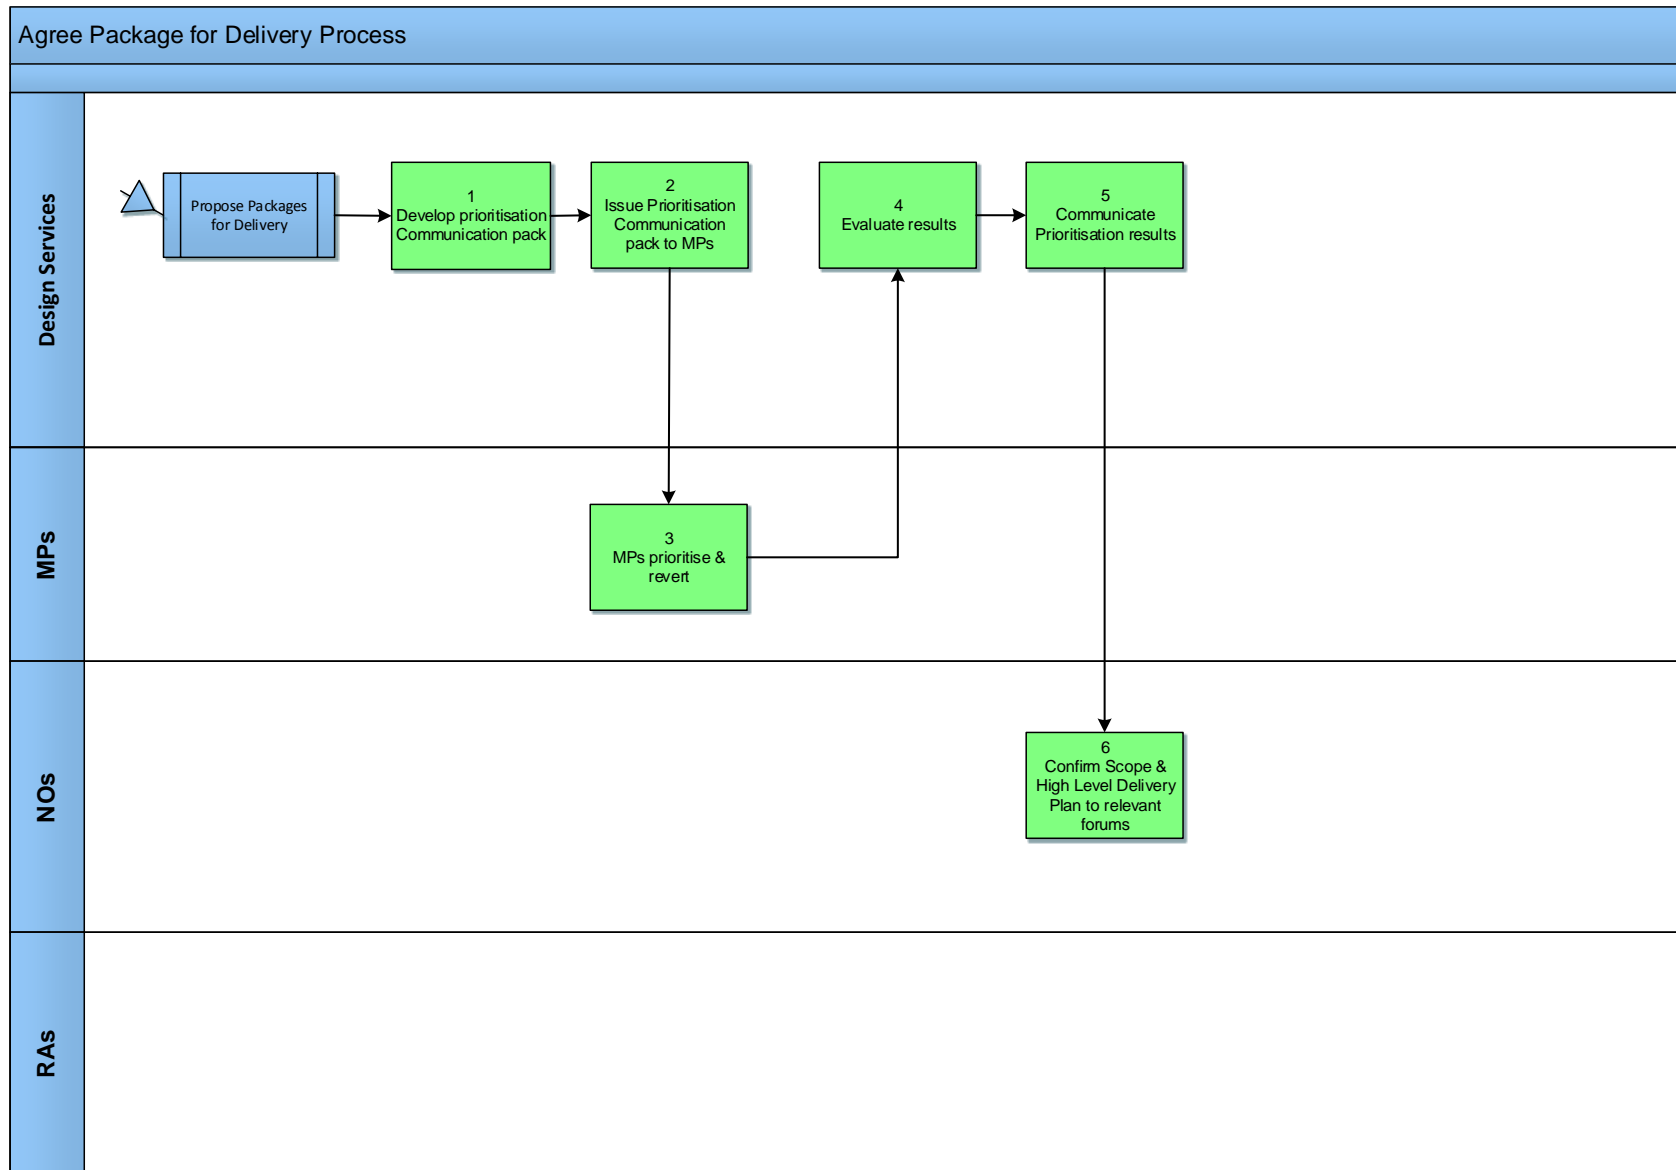 Agree Package for Delivery Process
Design Services
Propose Packages
for Delivery
1
Develop prioritisation
Communication pack
2
Issue Prioritisation
Communication
pack to MPs
4
Evaluate results
5
Communicate
Prioritisation results
MPs
3
MPs prioritise &
revert
NOs
6
Confirm Scope &
High Level Delivery
Plan to relevant
forums
RAs